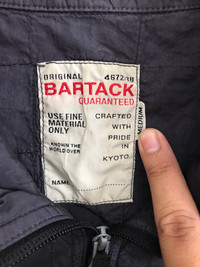 ORIGINAL 4672/18
BARTACK
GUARANTEED
USE FINE
MATERIAL
ONLY
KNOWN THE
WORLD OVER
CRAFTED
WITH
PRIDE
IN
KYOTO.
NAME
MEDIUM